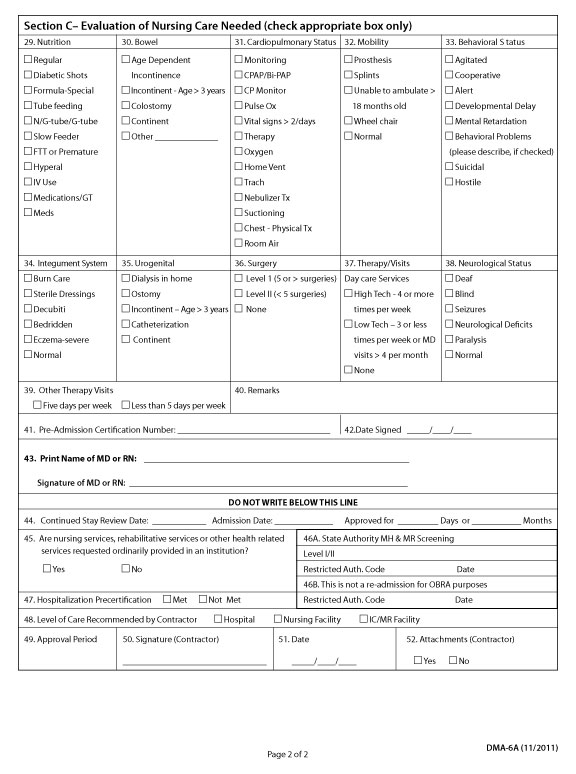 Section C– Evaluation of Nursing Care Needed (check appropriate box only)
29. Nutrition
Regular
Diabetic Shots
Formula-Special
Tube feeding
N/G-tube/G-tube
Slow Feeder
FTT or Premature
Hyperal
IV Use
Medications/GT
Meds
30. Bowel
Age Dependent
Incontinence
Incontinent - Age > 3 years
Colostomy
Continent
Other ______________
31. Cardiopulmonary Status
Monitoring
CPAP/Bi-PAP
CP Monitor
Pulse Ox
Vital signs > 2/days
Therapy
Oxygen
Home Vent
Trach
Nebulizer Tx
Suctioning
Chest - Physical Tx
Room Air
32. Mobility
Prosthesis
Splints
Unable to ambulate >
18 months old
Wheel chair
Normal
33. Behavioral Status
Agitated
Cooperative
Alert
Developmental Delay
Mental Retardation
Behavioral Problems
(please describe, if checked)
Suicidal
Hostile
34. Integument System
Burn Care
Sterile Dressings
Decubiti
Bedridden
Eczema-severe
Normal
35. Urogenital
Dialysis in home
Ostomy
Incontinent – Age > 3 years
Catheterization
Continent
36. Surgery
Level 1 (5 or > surgeries)
Level II (< 5 surgeries)
None
37. Therapy/Visits
Day care Services
High Tech - 4 or more
times per week
Low Tech – 3 or less
times per week or MD
visits > 4 per month
None
38. Neurological Status
Deaf
Blind
Seizures
Neurological Deficits
Paralysis
Normal
39. Other Therapy Visits
Five days per week Less than 5 days per week
40. Remarks
41. Pre-Admission Certification Number: ______________
42.Date Signed ____/____/____
43. Print Name of MD or RN: ______________
Signature of MD or RN: ______________
DO NOT WRITE BELOW THIS LINE
44. Continued Stay Review Date: __________ Admission Date: __________ Approved for ________ Days or __________ Months
45. Are nursing services, rehabilitative services or other health related
services requested ordinarily provided in an institution?
Yes No
46A. State Authority MH & MR Screening
Level I/II
Restricted Auth. Code Date
46B. This is not a re-admission for OBRA purposes
47. Hospitalization Precertification Met Not Met
Restricted Auth. Code Date
48. Level of Care Recommended by Contractor Hospital Nursing Facility IC/MR Facility
49. Approval Period
50. Signature (Contractor)
______________
51. Date
____/____/____
52. Attachments (Contractor)
Yes No
DMA-6A (11/2011)
Page 2 of 2